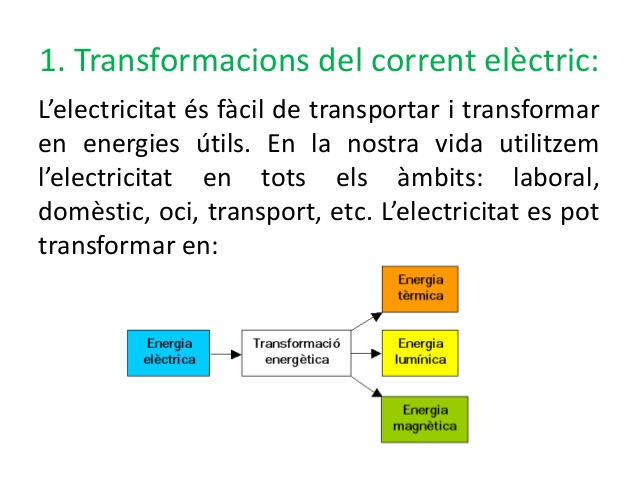 1. Transformacions del corrent elèctric:
L’electricitat és fàcil de transportar i transformar
en energies útils. En la nostra vida utilitzem
l’electricitat en tots els àmbits: laboral,
domèstic, oci, transport, etc. L’electricitat es pot
transformar en:
Energia
tèrmica
Energia
elèctrica
Transformació
energètica
Energia
lumínica
Energia
magnètica